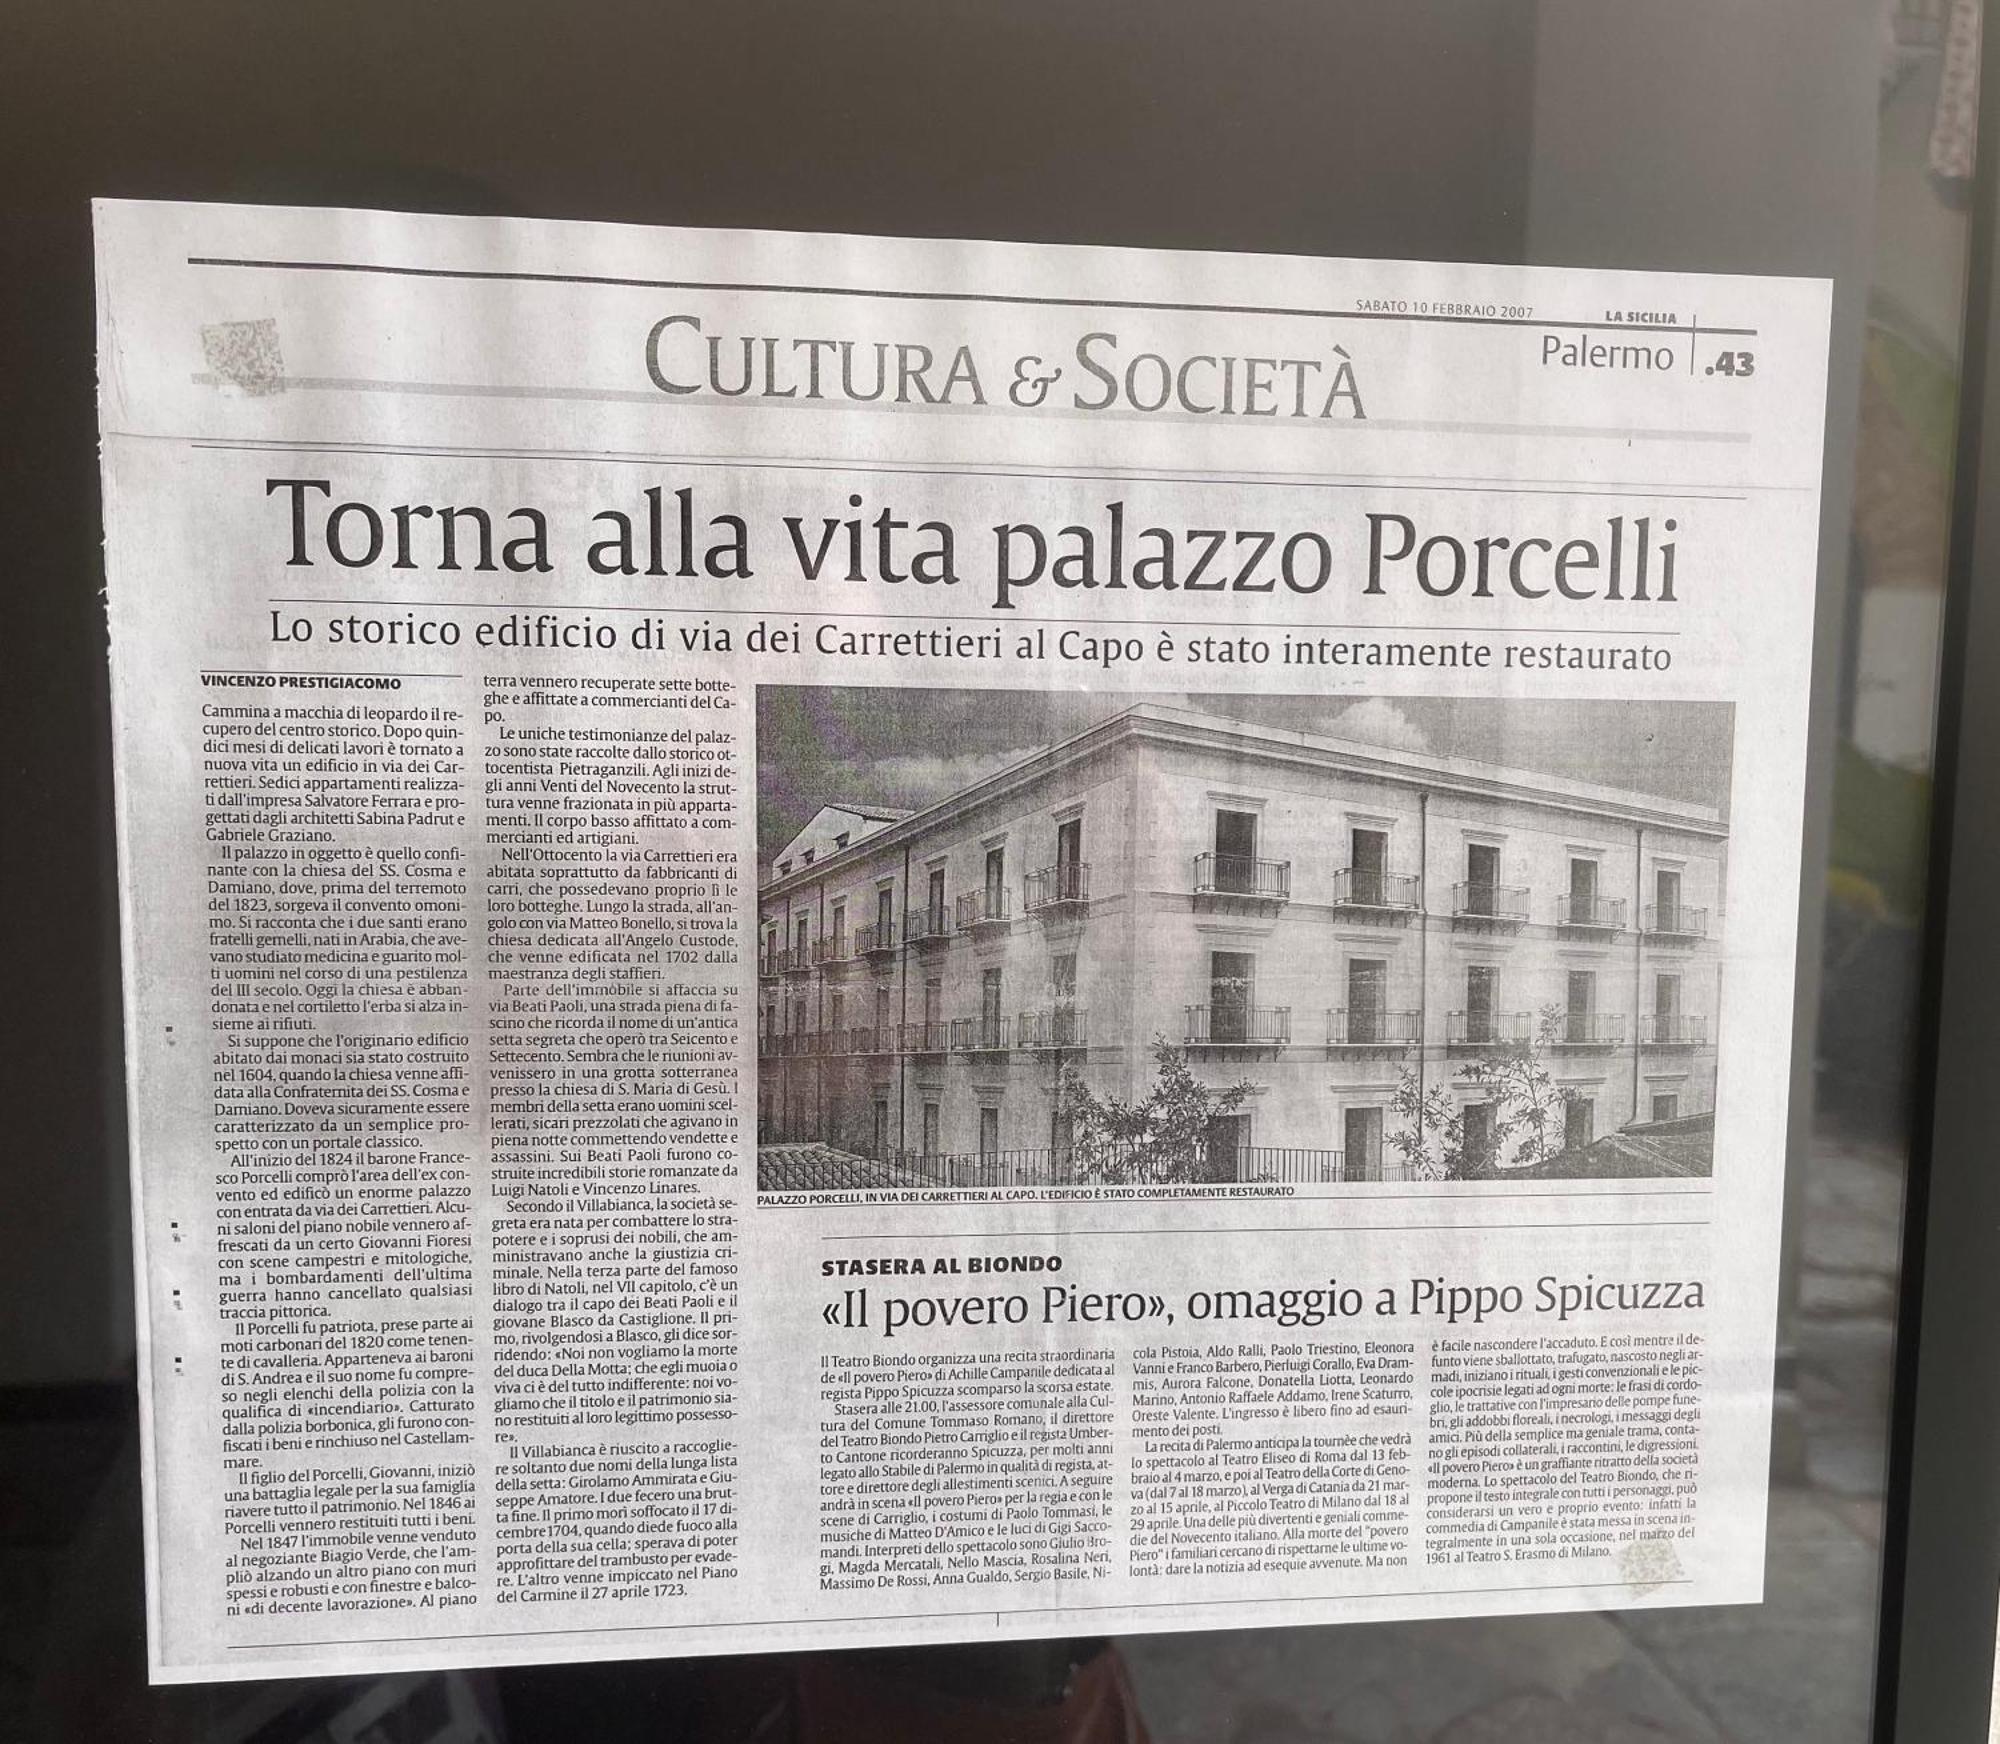 SABATO 10 FEBBRAIO 2007
LA SICILIA
CULTURA & SOCIETÀ
Palermo
.43
Torna alla vita palazzo Porcelli
Lo storico edificio di via dei Carrettieri al Capo è stato interamente restaurato
VINCENZO PRESTIGIACOMO
Cammina a macchia di leopardo il re-
cupero del centro storico. Dopo quin-
dici mesi di delicati lavori è tornato a
nuova vita un edificio in via dei Car-
rettieri. Sedici appartamenti realizza-
ti dall'impresa Salvatore Ferrara e pro-
gettati dagli architetti Sabina Padrut e
Gabriele Graziano.
Il palazzo in oggetto è quello confi-
nante con la chiesa del SS. Cosma e
Damiano, dove, prima del terremoto
del 1823, sorgeva il convento omoni-
mo. Si racconta che i due santi erano
fratelli gemelli, nati in Arabia, che ave-
vano studiato medicina e guarito mol-
ti uomini nel corso di una pestilenza
del III secolo. Oggi la chiesa è abban-
donata e nel cortiletto l'erba si alza in-
sieme ai rifiuti.
Si suppone che l'originario edificio
abitato dai monaci sia stato costruito
nel 1604, quando la chiesa venne affi-
data alla Confraternita dei SS. Cosma e
Damiano. Doveva sicuramente essere
caratterizzato da un semplice pro-
spetto con un portale classico.
All'inizio del 1824 il barone France-
sco Porcelli comprò l'area dell'ex con-
vento ed edificò un enorme palazzo
con entrata da via dei Carrettieri. Alcu-
ni saloni del piano nobile vennero af-
frescati da un certo Giovanni Fioresi
con scene campestri e mitologiche,
ma i bombardamenti dell'ultima
guerra hanno cancellato qualsiasi
traccia pittorica.
Il Porcelli fu patriota, prese parte ai
moti carbonari del 1820 come tenen-
te di cavalleria. Apparteneva ai baroni
di S. Andrea e il suo nome fu compre-
so negli elenchi della polizia con la
qualifica di «incendiario». Catturato
dalla polizia borbonica, gli furono con-
fiscati i beni e rinchiuso nel Castellam-
mare.
Il figlio del Porcelli, Giovanni, iniziò
una battaglia legale per la sua famiglia
riavere tutto il patrimonio. Nel 1846 ai
Porcelli vennero restituiti tutti i beni.
Nel 1847 l'immobile venne venduto
al negoziante Biagio Verde, che l'am-
pliò alzando un altro piano con muri
spessi e robusti e con finestre e balco-
ni «di decente lavorazione». Al piano
terra vennero recuperate sette botte-
ghe e affittate a commercianti del Ca-
po.
Le uniche testimonianze del palaz-
zo sono state raccolte dallo storico ot-
tocentista Pietraganzili. Agli inizi de-
gli anni Venti del Novecento la strut-
tura venne frazionata in più apparta-
menti. Il corpo basso affittato a com-
mercianti ed artigiani.
Nell'Ottocento la via Carrettieri era
abitata soprattutto da fabbricanti di
carri, che possedevano proprio lì le
loro botteghe. Lungo la strada, all'an-
golo con via Matteo Bonello, si trova la
chiesa dedicata all'Angelo Custode,
che venne edificata nel 1702 dalla
maestranza degli staffieri.
Parte dell'immobile si affaccia su
via Beati Paoli, una strada piena di fa-
scino che ricorda il nome di un'antica
setta segreta che operò tra Seicento e
Settecento. Sembra che le riunioni av-
venissero in una grotta sotterranea
presso la chiesa di S. Maria di Gesù. I
membri della setta erano uomini scel-
lerati, sicari prezzolati che agivano in
piena notte commettendo vendette e
assassini. Sui Beati Paoli furono co-
struite incredibili storie romanzate da
Luigi Natoli e Vincenzo Linares.
Secondo il Villabianca, la società se-
greta era nata per combattere lo stra-
potere e i soprusi dei nobili, che am-
ministravano anche la giustizia cri-
minale. Nella terza parte del famoso
libro di Natoli, nel VII capitolo, c'è un
dialogo tra il capo dei Beati Paoli e il
giovane Blasco da Castiglione. Il pri-
mo, rivolgendosi a Blasco, gli dice sor-
ridendo: «Noi non vogliamo la morte
del duca Della Motta; che egli muoia o
viva ci è del tutto indifferente: noi vo-
gliamo che il titolo e il patrimonio sia-
no restituiti al loro legittimo possesso-
re».
Il Villabianca è riuscito a raccoglie-
re soltanto due nomi della lunga lista
della setta: Girolamo Ammirata e Giu-
seppe Amatore. I due fecero una brut-
ta fine. Il primo morì soffocato il 17 di-
cembre 1704, quando diede fuoco alla
porta della sua cella; sperava di poter
approfittare del trambusto per evade-
re. L'altro venne impiccato nel Piano
del Carmine il 27 aprile 1723.
PALAZZO PORCELLI, IN VIA DEI CARRETTIERI AL CAPO. L'EDIFICIO È STATO COMPLETAMENTE RESTAURATO
STASERA AL BIONDO
«Il povero Piero», omaggio a Pippo Spicuzza
Il Teatro Biondo organizza una recita straordinaria
de «Il povero Piero» di Achille Campanile dedicata al
regista Pippo Spicuzza scomparso la scorsa estate.
Stasera alle 21.00, l'assessore comunale alla Cul-
tura del Comune Tommaso Romano, il direttore
del Teatro Biondo Pietro Carriglio e il regista Umber-
to Cantone ricorderanno Spicuzza, per molti anni
legato allo Stabile di Palermo in qualità di regista, at-
tore e direttore degli allestimenti scenici. A seguire
andrà in scena «Il povero Piero» per la regia e con le
scene di Carriglio, i costumi di Paolo Tommasi, le
musiche di Matteo D'Amico e le luci di Gigi Sacco-
mandi. Interpreti dello spettacolo sono Giulio Bro-
gi, Magda Mercatali, Nello Mascia, Rosalina Neri,
Massimo De Rossi, Anna Gualdo, Sergio Basile, Ni-
cola Pistoia, Aldo Ralli, Paolo Triestino, Eleonora
Vanni e Franco Barbero, Pierluigi Corallo, Eva Dram-
mis, Aurora Falcone, Donatella Liotta, Leonardo
Marino, Antonio Raffaele Addamo, Irene Scaturro,
Oreste Valente. L'ingresso è libero fino ad esauri-
mento dei posti.
La recita di Palermo anticipa la tournèe che vedrà
lo spettacolo al Teatro Eliseo di Roma dal 13 feb-
braio al 4 marzo, e poi al Teatro della Corte di Geno-
va (dal 7 al 18 marzo), al Verga di Catania da 21 mar-
zo al 15 aprile, al Piccolo Teatro di Milano dal 18 al
29 aprile. Una delle più divertenti e geniali comme-
die del Novecento italiano. Alla morte del "povero
Piero" i familiari cercano di rispettarne le ultime vo-
lontà: dare la notizia ad esequie avvenute. Ma non
è facile nascondere l'accaduto. E così mentre il de-
funto viene sballottato, trafugato, nascosto negli ar-
madi, iniziano i rituali, i gesti convenzionali e le pic-
cole ipocrisie legati ad ogni morte: le frasi di cordo-
glio, le trattative con l'impresario delle pompe fune-
bri, gli addobbi floreali, i necrologi, i messaggi degli
amici. Più della semplice ma geniale trama, conta-
no gli episodi collaterali, i raccontini, le digressioni.
«Il povero Piero» è un graffiante ritratto della società
moderna. Lo spettacolo del Teatro Biondo, che ri-
propone il testo integrale con tutti i personaggi, può
considerarsi un vero e proprio evento: infatti la
commedia di Campanile è stata messa in scena in-
tegralmente in una sola occasione, nel marzo del
1961 al Teatro S. Erasmo di Milano.